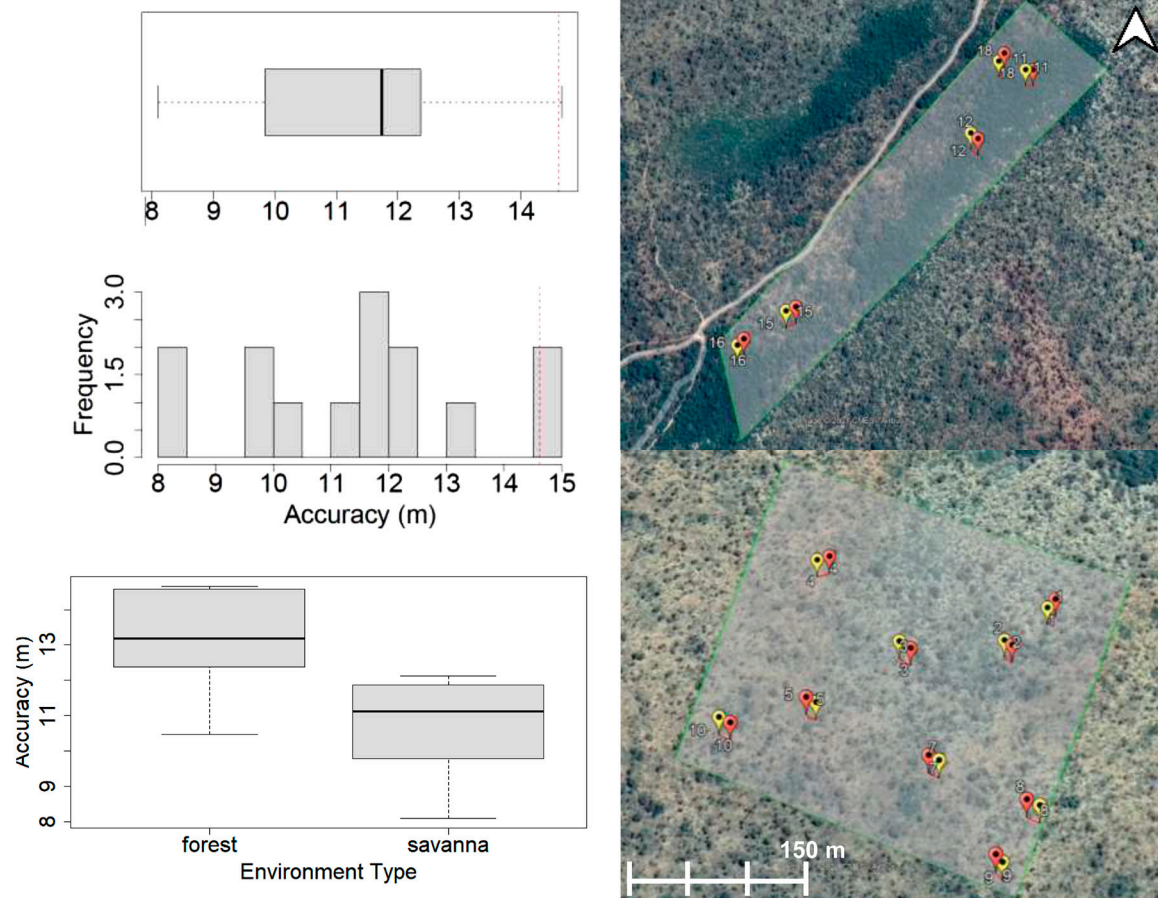 8 9 10 11 12 13 14
Frequency
0.0 1.5 3.0
8 9 10 11 12 13 14 15
Accuracy (m)
Accuracy (m)
8 9 11 13
forest savanna
Environment Type
18 11
18 11
12
12
15 15
16
16
4 4
1
1
2 2
3
3
5 5
10
10
7
7
8
8
9 9
150 m